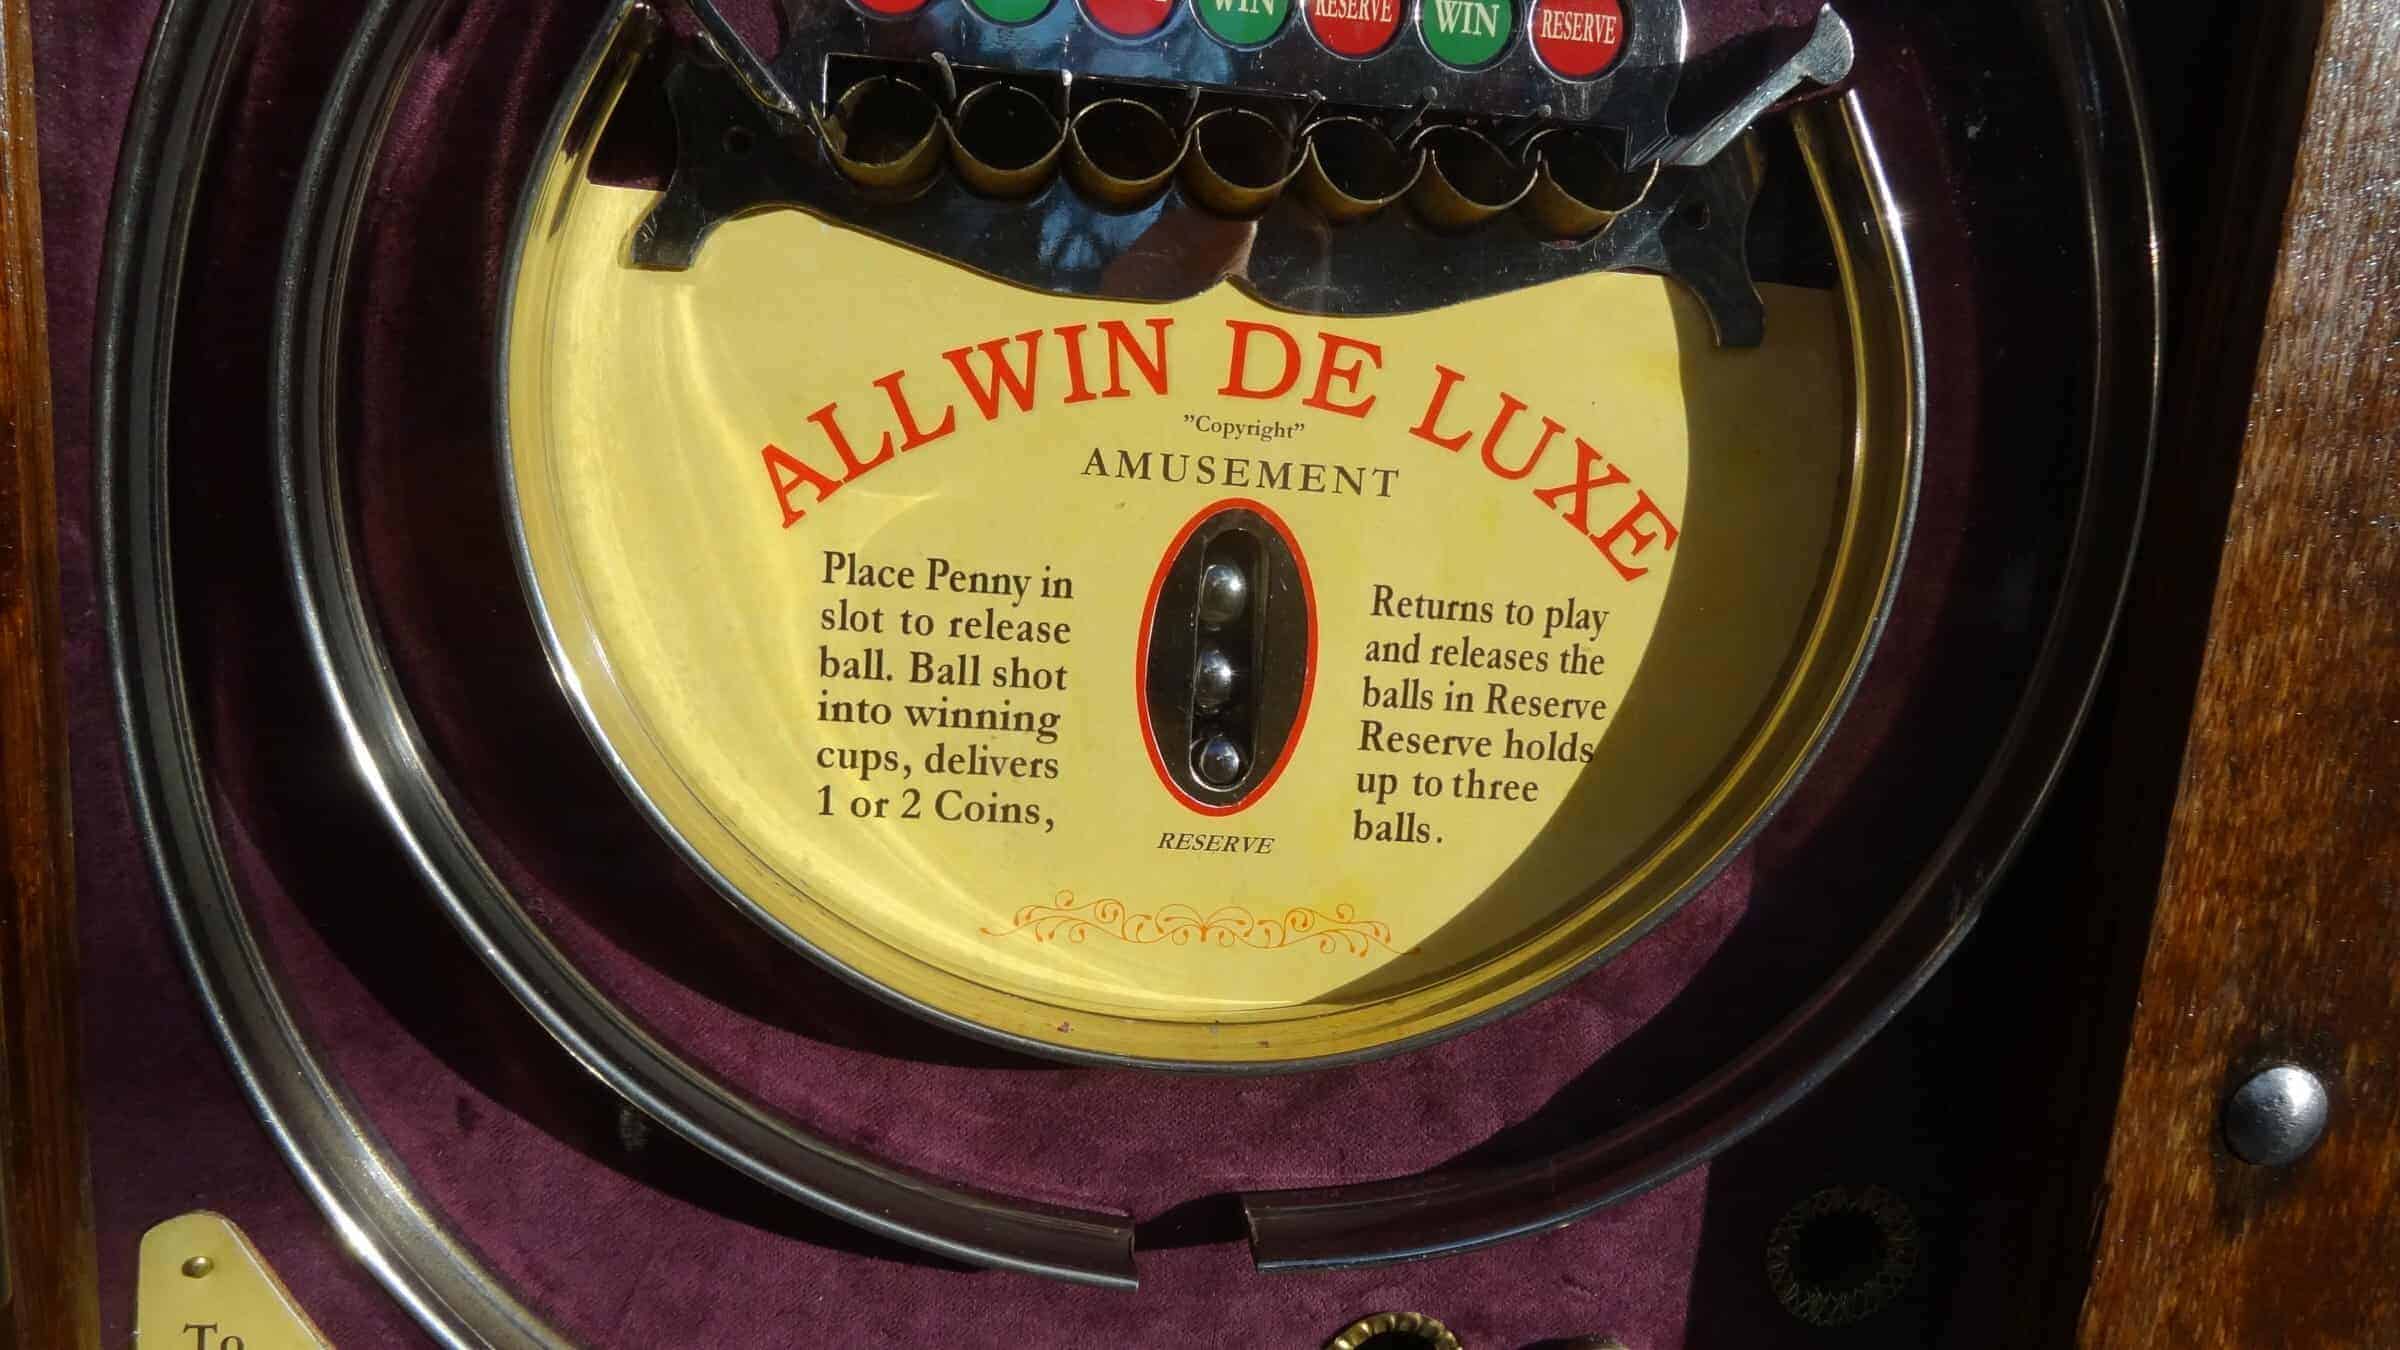 WIN
RESERVE
WIN
RESERVE
ALLWIN DE LUXE
”Copyright”
AMUSEMENT
Place Penny in
slot to release
ball. Ball shot
into winning
cups, delivers
1 or 2 Coins,
Returns to play
and releases the
balls in Reserve
Reserve holds
up to three
balls.
RESERVE
To